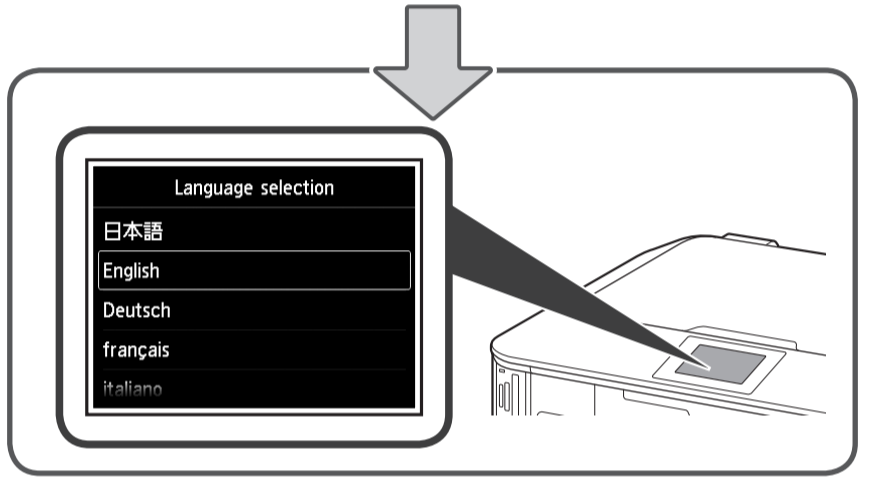 Language selection
日本語
English
Deutsch
français
italiano